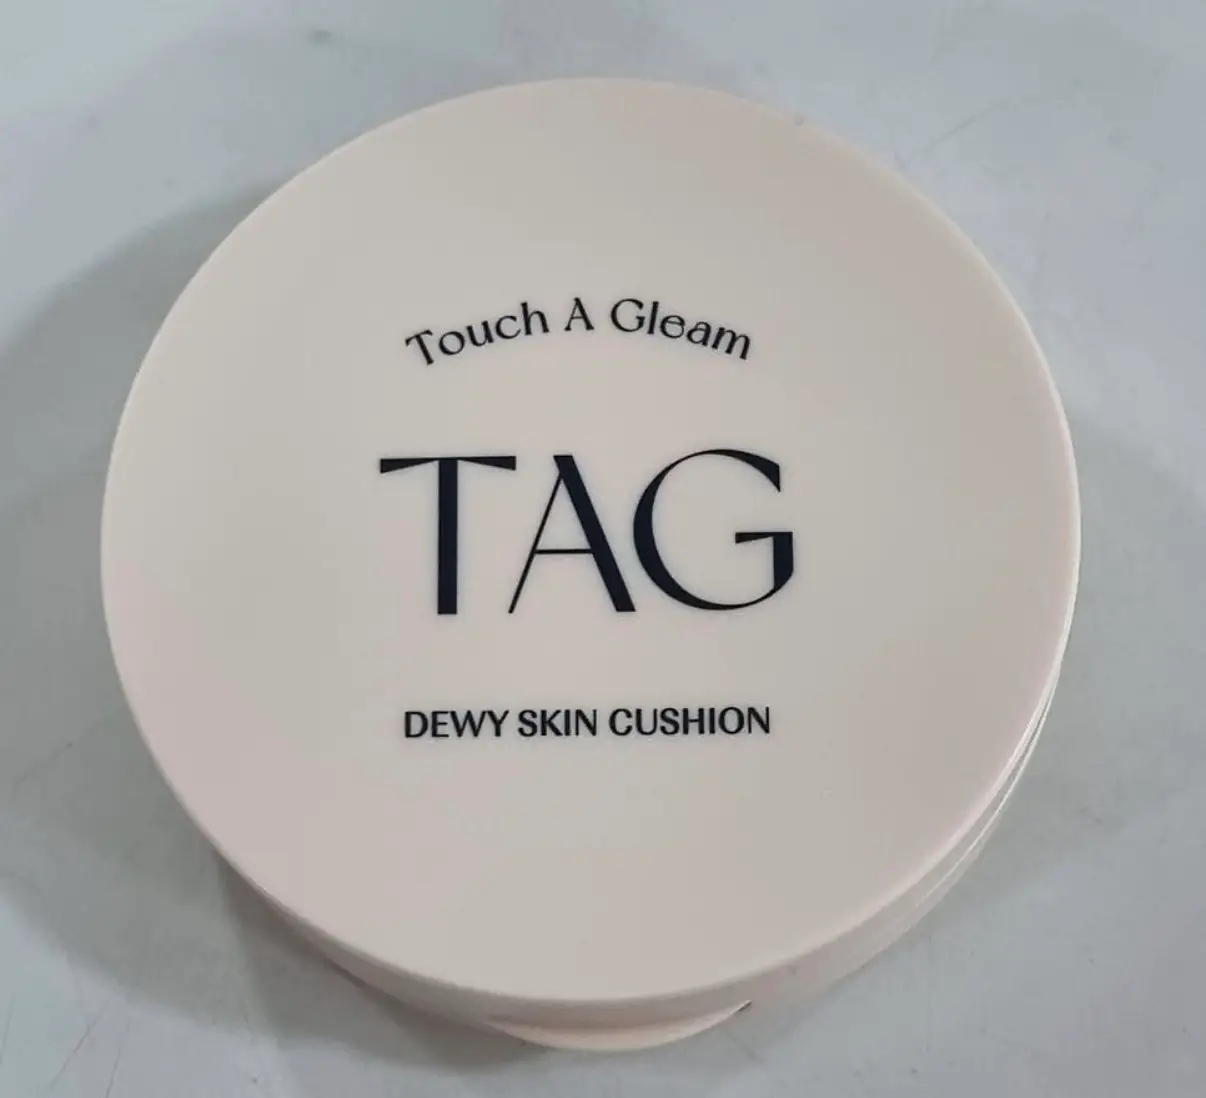 Touch A Gleam
TAG
DEWY SKIN CUSHION